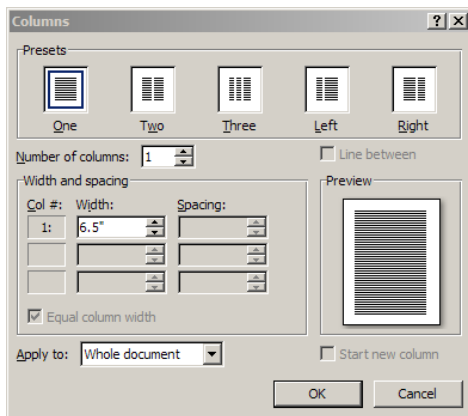 Columns
Presets
One Two Three Left Right
Number of columns: 1 Line between
Width and spacing Preview
Col #: Width: Spacing:
1: 6.5"
Equal column width
Apply to: Whole document Start new column
OK Cancel